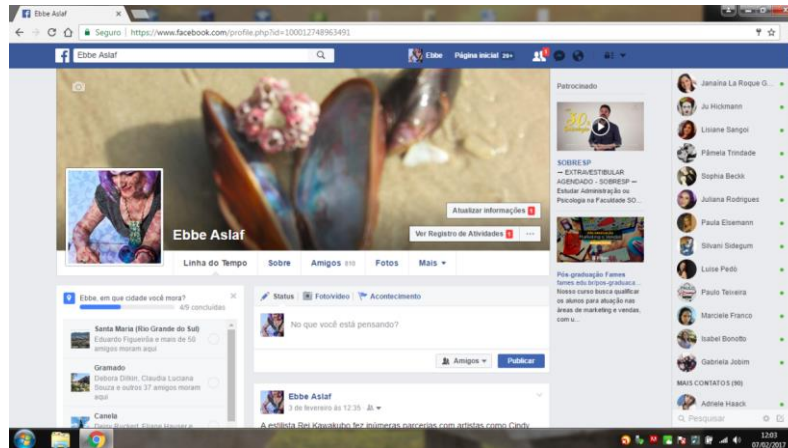 Ebbe Aslaf
Seguro | https://www.facebook.com/profile.php?id=100012748963491
Ebbe Aslaf
Ebbe
Página inicial 20+
Atualizar informações
Ver Registro de Atividades
Ebbe Aslaf
Linha do Tempo
Sobre
Amigos
Fotos
Mais
Ebbe, em que cidade você mora?
4/9 concluídas
Santa Maria (Rio Grande do Sul)
Eduardo Figueirôa e mais de 50
amigos moram aqui
Gramado
Debora Dillon, Claudia Luciana
Souza e outros 37 amigos moram
aqui
Canela
Status
Foto/vídeo
Acontecimento
No que você está pensando?
Amigos
Publicar
Ebbe Aslaf
3 de fevereiro às 12:35
A estilista Rei Kawakubo fez inúmeras parcerias com artistas como Cindy
Patrocinado
SOBRESP
— EXTRAVESTIBULAR
AGENDADO - SOBRESP —
Estudar Administração ou
Psicologia na Faculdade SO...
Pós-graduação Fames
fames.edu.br/pos-graduaca...
Nosso curso busca qualificar
os alunos para atuação nas
áreas de marketing e vendas,
com u...
Janaína La Roque G...
Ju Hickmann
Lisiane Sangoi
Pâmela Trindade
Sophia Beckk
Juliana Rodrigues
Paula Eisemann
Silvani Sidegum
Luise Pedó
Paulo Teixeira
Marciele Franco
Isabel Bonotto
Gabriela Jobim
MAIS CONTATOS (90)
Adriele Haack
Pesquisar
12:03
07/02/2017